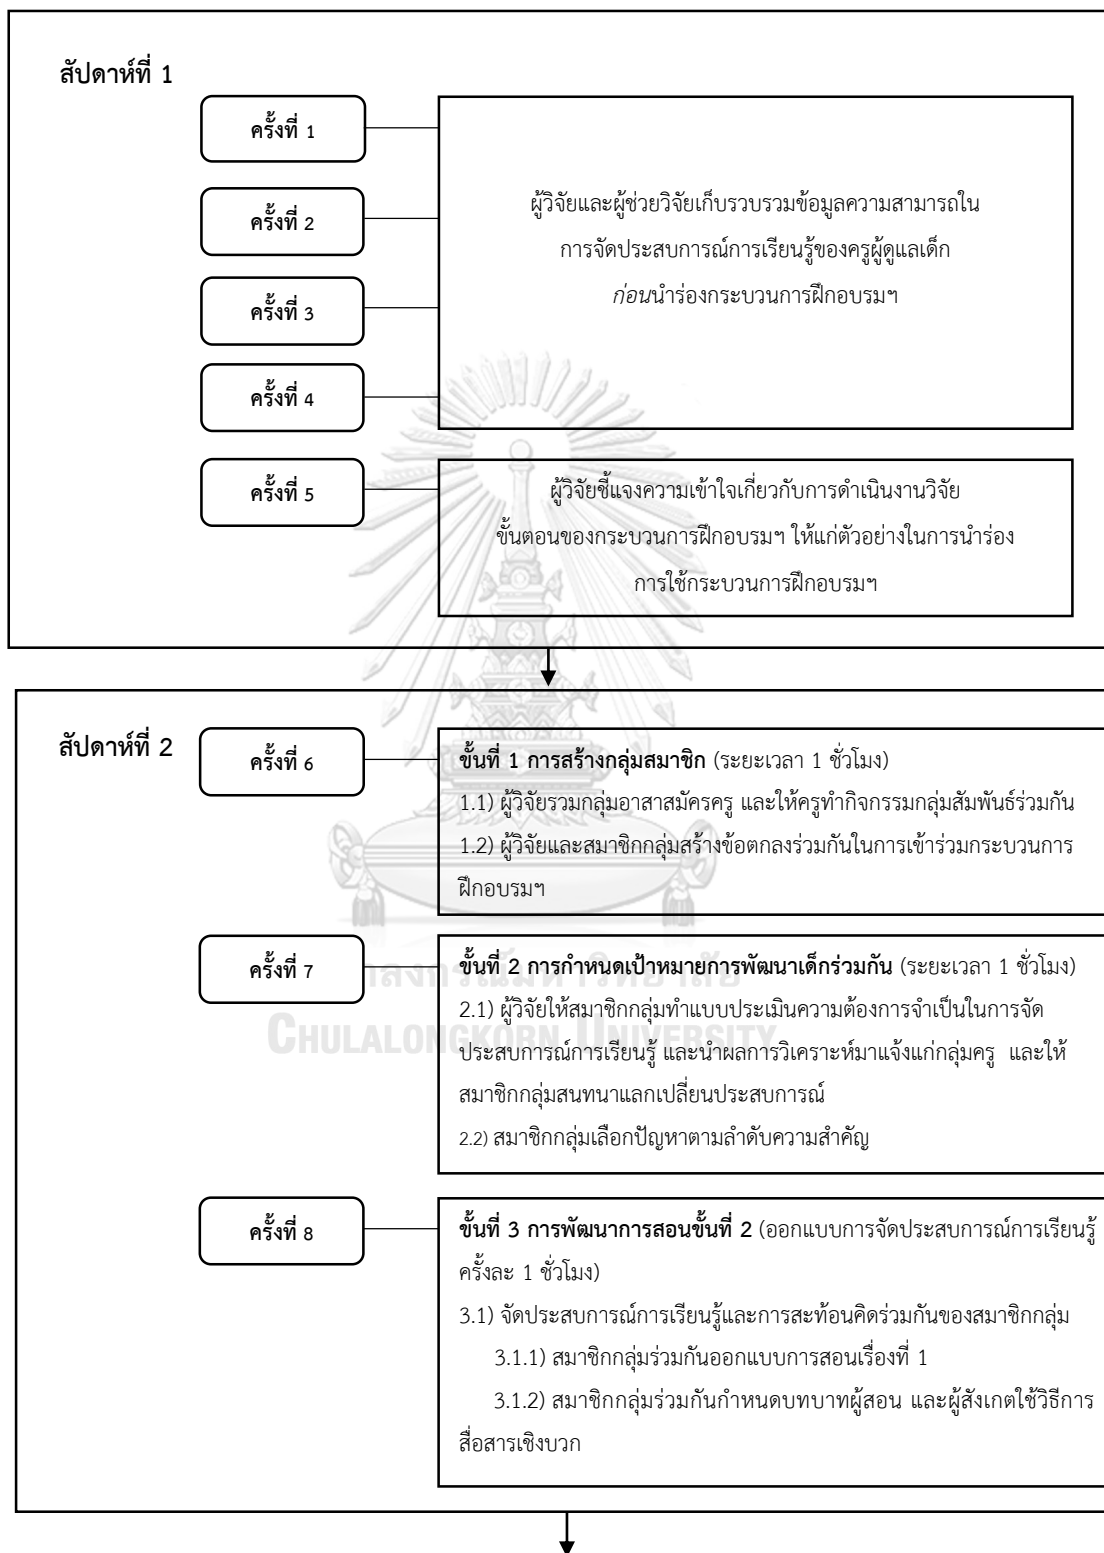 สัปดาห์ที่ 1
ครั้งที่ 1
ครั้งที่ 2
ครั้งที่ 3
ครั้งที่ 4
ผู้วิจัยและผู้ช่วยวิจัยเก็บรวบรวมข้อมูลความสามารถใน
การจัดประสบการณ์การเรียนรู้ของครูผู้ดูแลเด็ก
ก่อนนำร่องกระบวนการฝึกอบรมฯ
ครั้งที่ 5
ผู้วิจัยชี้แจงความเข้าใจเกี่ยวกับการดำเนินงานวิจัย
ขั้นตอนของกระบวนการฝึกอบรมฯ ให้แก่ตัวอย่างในการนำร่อง
การใช้กระบวนการฝึกอบรมฯ
สัปดาห์ที่ 2
ครั้งที่ 6
ขั้นที่ 1 การสร้างกลุ่มสมาชิก (ระยะเวลา 1 ชั่วโมง)
1.1) ผู้วิจัยรวมกลุ่มอาสาสมัครครู และให้ครูทำกิจกรรมกลุ่มสัมพันธ์ร่วมกัน
1.2) ผู้วิจัยและสมาชิกกลุ่มสร้างข้อตกลงร่วมกันในการเข้าร่วมกระบวนการ
ฝึกอบรมฯ
ครั้งที่ 7
ขั้นที่ 2 การกำหนดเป้าหมายการพัฒนาเด็กร่วมกัน (ระยะเวลา 1 ชั่วโมง)
2.1) ผู้วิจัยให้สมาชิกกลุ่มทำแบบประเมินความต้องการจำเป็นในการจัด
ประสบการณ์การเรียนรู้ และนำผลการวิเคราะห์มาแจ้งแก่กลุ่มครู และให้
สมาชิกกลุ่มสนทนาแลกเปลี่ยนประสบการณ์
2.2) สมาชิกกลุ่มเลือกปัญหาตามลำดับความสำคัญ
CHULALONGKORN UNIVERSITY
ครั้งที่ 8
ขั้นที่ 3 การพัฒนาการสอนขั้นที่ 2 (ออกแบบการจัดประสบการณ์การเรียนรู้
ครั้งละ 1 ชั่วโมง)
3.1) จัดประสบการณ์การเรียนรู้และการสะท้อนคิดร่วมกันของสมาชิกกลุ่ม
3.1.1) สมาชิกกลุ่มร่วมกันออกแบบการสอนเรื่องที่ 1
3.1.2) สมาชิกกลุ่มร่วมกันกำหนดบทบาทผู้สอน และผู้สังเกตใช้วิธีการ
สื่อสารเชิงบวก